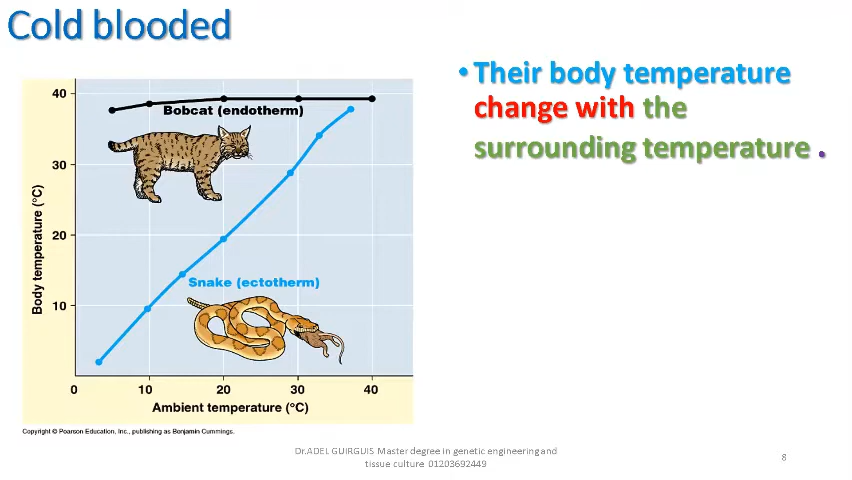 Cold blooded
• Their body temperature
change with the
surrounding temperature .
40
Bobcat (endotherm)
30
20
Snake (ectotherm)
10
Body temperature (°C)
0 10 20 30 40
Ambient temperature (°C)
Copyright © Pearson Education, Inc., publishing as Benjamin Cummings.
Dr.ADEL GUIRGUIS Master degree in genetic engineering and
tissue culture 01203692449
8